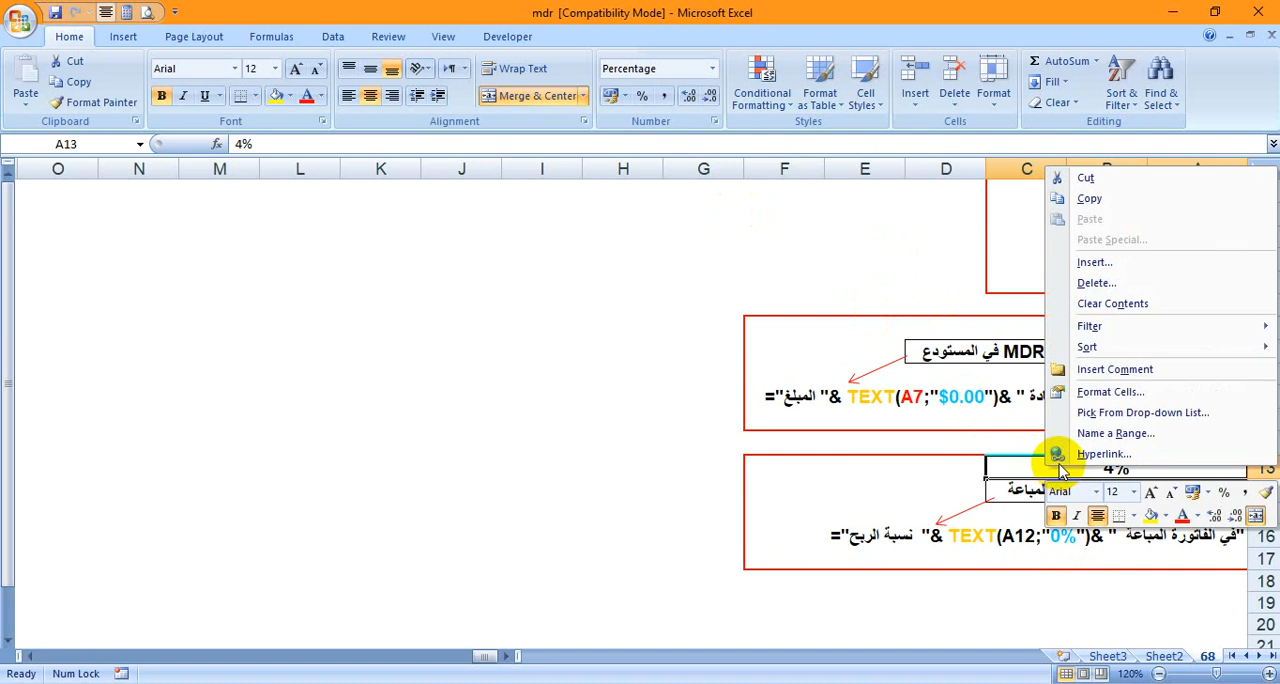 mdr [Compatibility Mode] - Microsoft Excel
Home Insert Page Layout Formulas Data Review View Developer
Paste
Cut
Copy
Format Painter
Clipboard
Arial 12
B I U
Font
Wrap Text
Merge & Center
Alignment
Percentage
Number
Conditional Formatting
Format as Table
Cell Styles
Styles
Insert Delete Format
Cells
AutoSum
Fill
Clear
Sort & Filter
Find & Select
Editing
A13 fx 4%
O N M L K J I H G F E D C
Cut
Copy
Paste
Paste Special...
Insert...
Delete...
Clear Contents
Filter
Sort
Insert Comment
Format Cells...
Pick From Drop-down List...
Name a Range...
Hyperlink...
MDR في المستودع
="المبلغ "& TEXT(A7;"$0.00")& " ادة
4%
13
المباعة
Arial 12
B I
="نسبة الربح "& TEXT(A12;"0%")& " في الفاتورة المباعة"
16
17
18
19
20
21
Sheet3 Sheet2 68
Ready Num Lock 120%